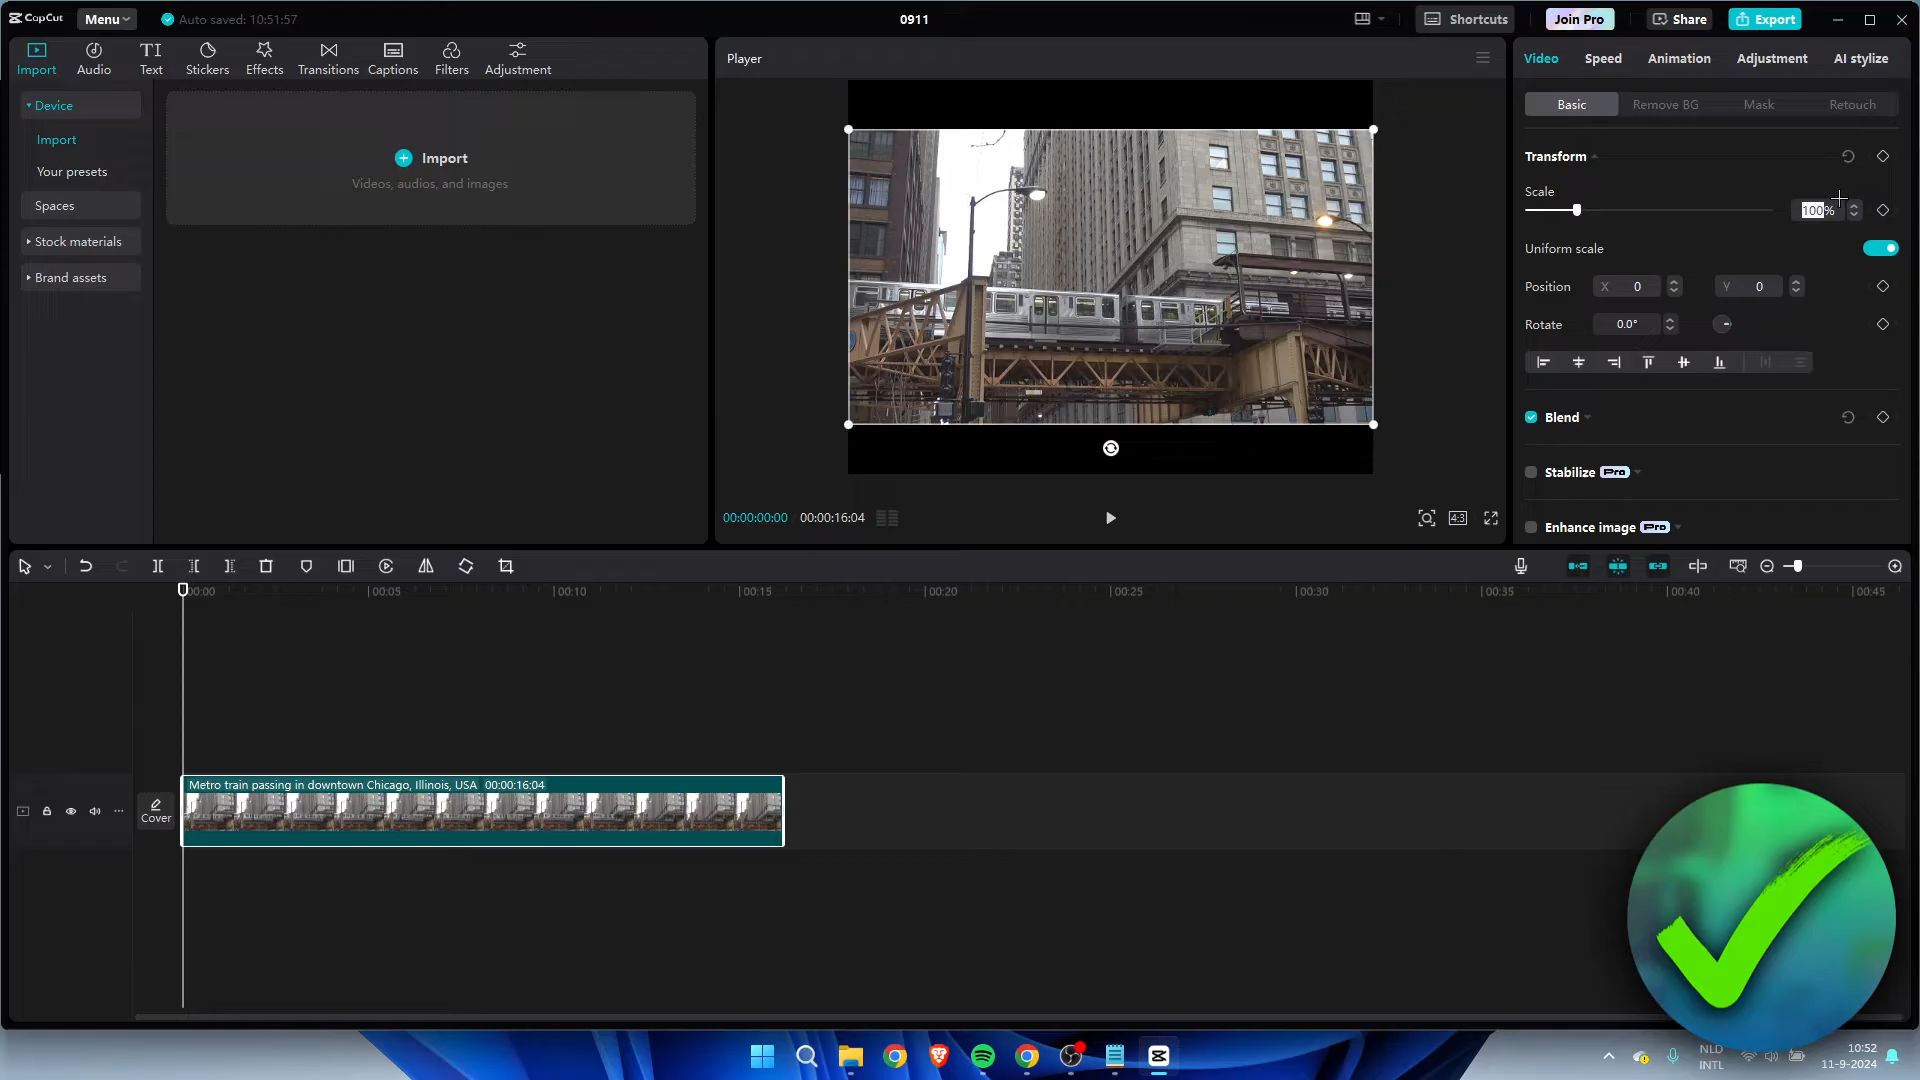 CapCut Menu Auto saved: 10:51:57 0911 Shortcuts Join Pro Share Export
Import Audio Text Stickers Effects Transitions Captions Filters Adjustment
Device
Import
Your presets
Spaces
Stock materials
Brand assets
Import
Videos, audios, and images
Player
00:00:00:00 00:00:16:04 4:3
Video Speed Animation Adjustment AI stylize
Basic Remove BG Mask Retouch
Transform
Scale
100%
Uniform scale
Position X 0 Y 0
Rotate 0.0°
Blend
Stabilize Pro
Enhance image Pro
00:00 00:05 00:10 00:15 00:20 00:25 00:30 00:35 00:40 00:45
Metro train passing in downtown Chicago, Illinois, USA 00:00:16:04
Cover
NLD
INTL
10:52
11-9-2024